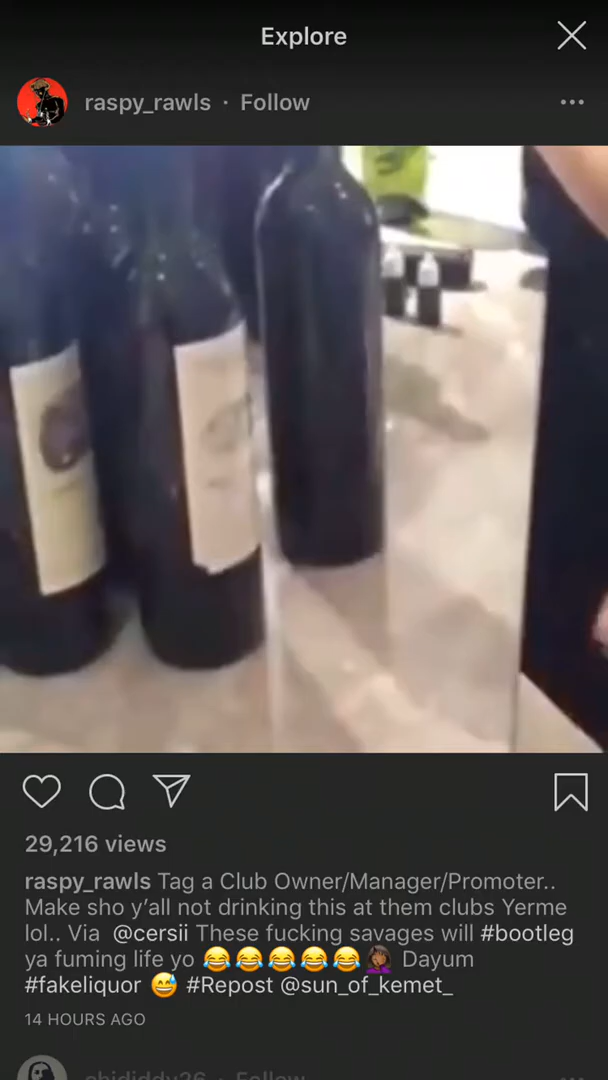 Explore
raspy_rawls · Follow
29,216 views
raspy_rawls Tag a Club Owner/Manager/Promoter..
Make sho y’all not drinking this at them clubs Yerme
lol.. Via @cersii These fucking savages will #bootleg
ya fuming life yo 😂😂😂😂😂🤦🏾‍♀️ Dayum
#fakeliquor 😅 #Repost @sun_of_kemet_
14 HOURS AGO
Follow